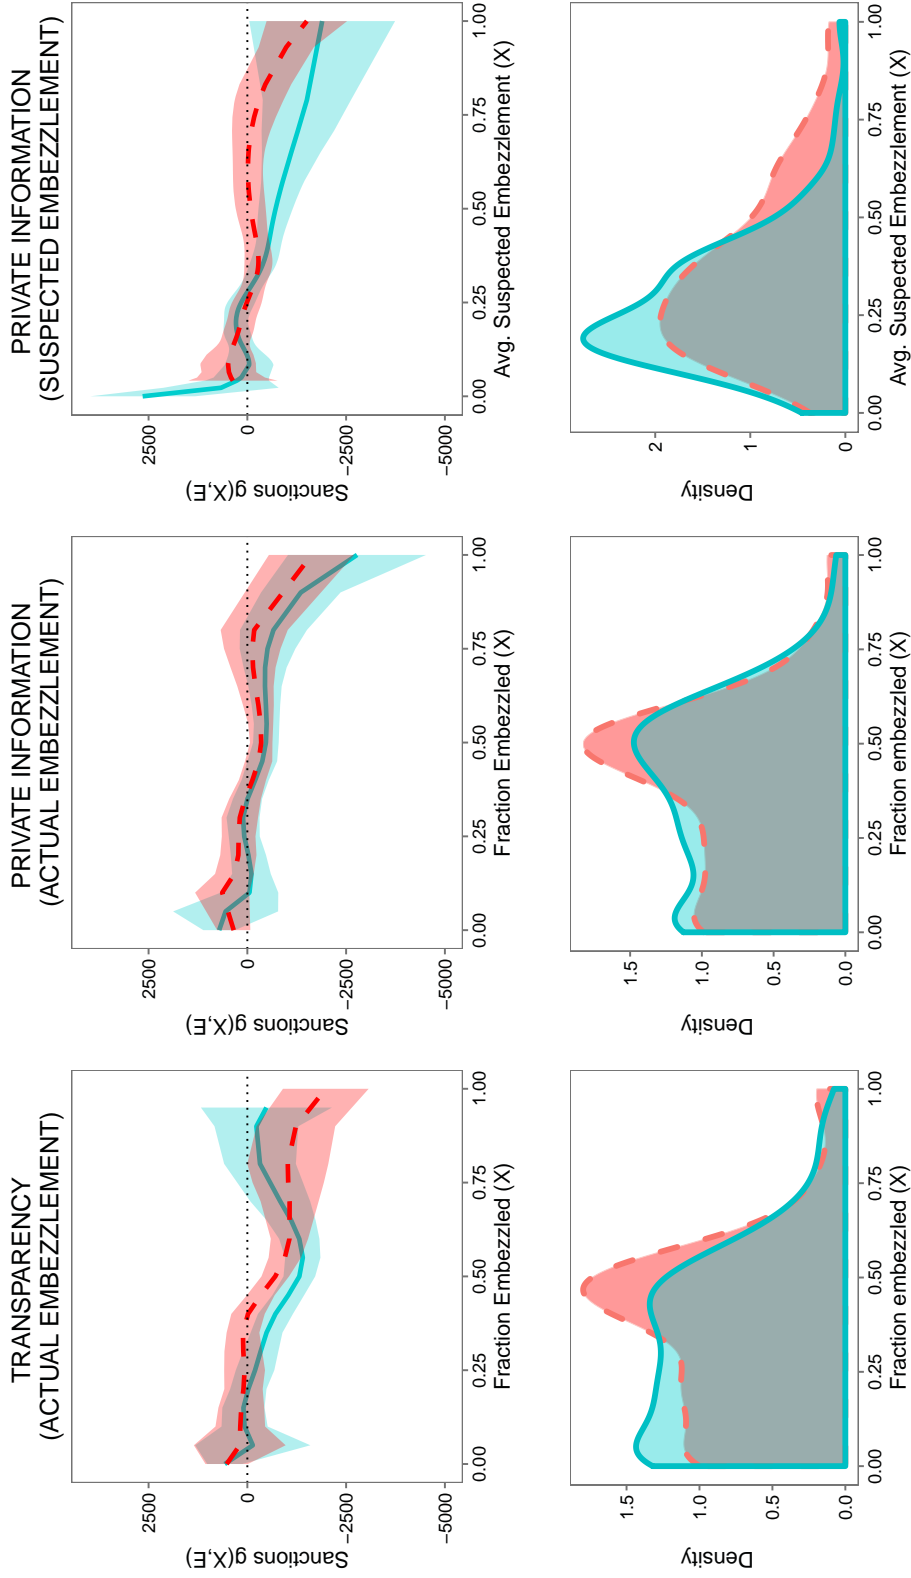 TRANSPARENCY
(ACTUAL EMBEZZLEMENT)
2500
0
−2500
−5000
Sanctions g(X,E)
0.00 0.25 0.50 0.75 1.00
Fraction Embezzled (X)
PRIVATE INFORMATION
(ACTUAL EMBEZZLEMENT)
2500
0
−2500
−5000
Sanctions g(X,E)
0.00 0.25 0.50 0.75 1.00
Fraction Embezzled (X)
PRIVATE INFORMATION
(SUSPECTED EMBEZZLEMENT)
2500
0
−2500
−5000
Sanctions g(X,E)
0.00 0.25 0.50 0.75 1.00
Avg. Suspected Embezzlement (X)
1.5
1.0
0.5
0.0
Density
0.00 0.25 0.50 0.75 1.00
Fraction embezzled (X)
1.5
1.0
0.5
0.0
Density
0.00 0.25 0.50 0.75 1.00
Fraction embezzled (X)
2
1
0
Density
0.00 0.25 0.50 0.75 1.00
Avg. Suspected Embezzlement (X)